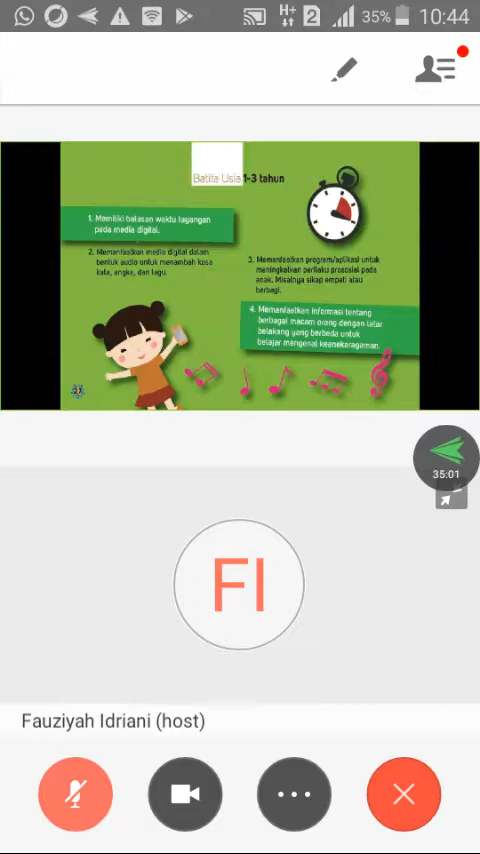 H+
2
35%
10:44
Batita Usia 1-3 tahun
1. Memiliki batasan waktu tayangan
pada media digital.
2. Memanfaatkan media digital dalam
bentuk audio untuk menambah kosa
kata, angka, dan lagu.
3. Memanfaatkan program/aplikasi untuk
meningkatkan perilaku prososial pada
anak. Misalnya sikap empati atau
berbagi.
4. Memanfaatkan informasi tentang
berbagai macam orang dengan latar
belakang yang berbeda untuk
belajar mengenal keanekaragaman.
35:01
FI
Fauziyah Idriani (host)